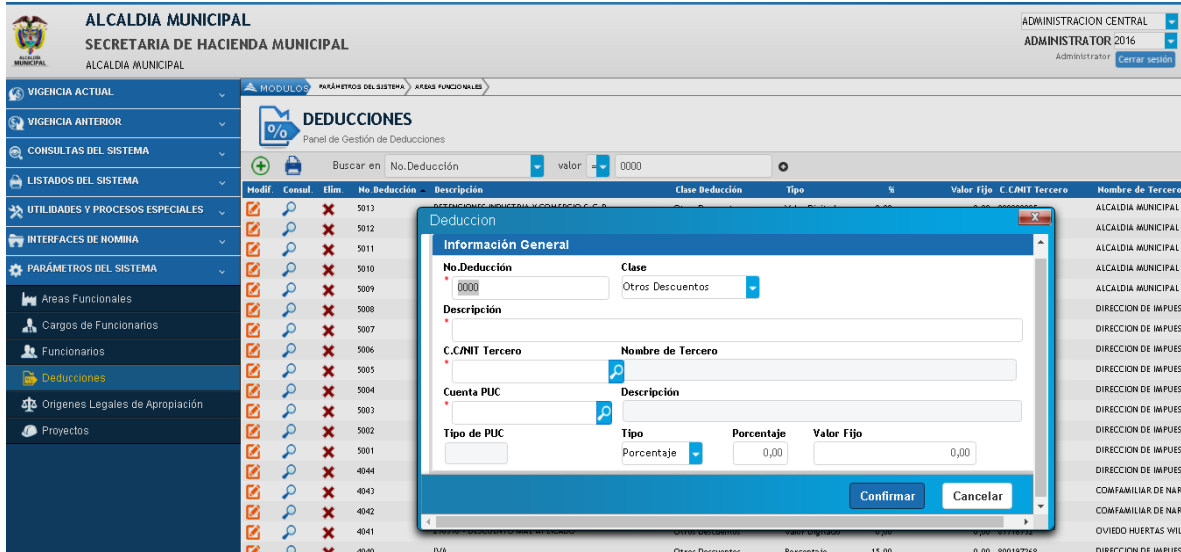 ALCALDIA MUNICIPAL
SECRETARIA DE HACIENDA MUNICIPAL
ALCALDIA MUNICIPAL
ALCALDIA
MUNICIPAL
ADMINISTRACION CENTRAL
ADMINISTRATOR 2016
Administrator Cerrar sesión
VIGENCIA ACTUAL
VIGENCIA ANTERIOR
CONSULTAS DEL SISTEMA
LISTADOS DEL SISTEMA
UTILIDADES Y PROCESOS ESPECIALES
INTERFACES DE NOMINA
PARÁMETROS DEL SISTEMA
Areas Funcionales
Cargos de Funcionarios
Funcionarios
Deducciones
Origenes Legales de Apropiación
Proyectos
MODULOS PARÁMETROS DEL SISTEMA AREAS FUNCIONALES
DEDUCCIONES
Panel de Gestión de Deducciones
Buscar en No.Deducción valor = 0000
Modif. Consul. Elim. No.Deducción Descripción Clase Deducción Tipo % Valor Fijo C.C/NIT Tercero Nombre de Tercero
5013 ALCALDIA MUNICIPAL
5012 ALCALDIA MUNICIPAL
5011 ALCALDIA MUNICIPAL
5010 ALCALDIA MUNICIPAL
5009 ALCALDIA MUNICIPAL
5008 DIRECCION DE IMPUES
5007 DIRECCION DE IMPUES
5006 DIRECCION DE IMPUES
5005 DIRECCION DE IMPUES
5004 DIRECCION DE IMPUES
5003 DIRECCION DE IMPUES
5002 DIRECCION DE IMPUES
5001 DIRECCION DE IMPUES
4044 DIRECCION DE IMPUES
4043 COMFAMILIAR DE NAR
4042 COMFAMILIAR DE NAR
4041 OVIEDO HUERTAS WIL
4040 IVA Otros Descuentos Porcentaje 15,00 0,00 DIRECCION DE IMPUES
Deduccion
x
Información General
No.Deducción Clase
* 0000 Otros Descuentos
Descripción
*
C.C/NIT Tercero Nombre de Tercero
*
Cuenta PUC Descripción
*
Tipo de PUC Tipo Porcentaje Valor Fijo
Porcentaje 0,00 0,00
Confirmar Cancelar